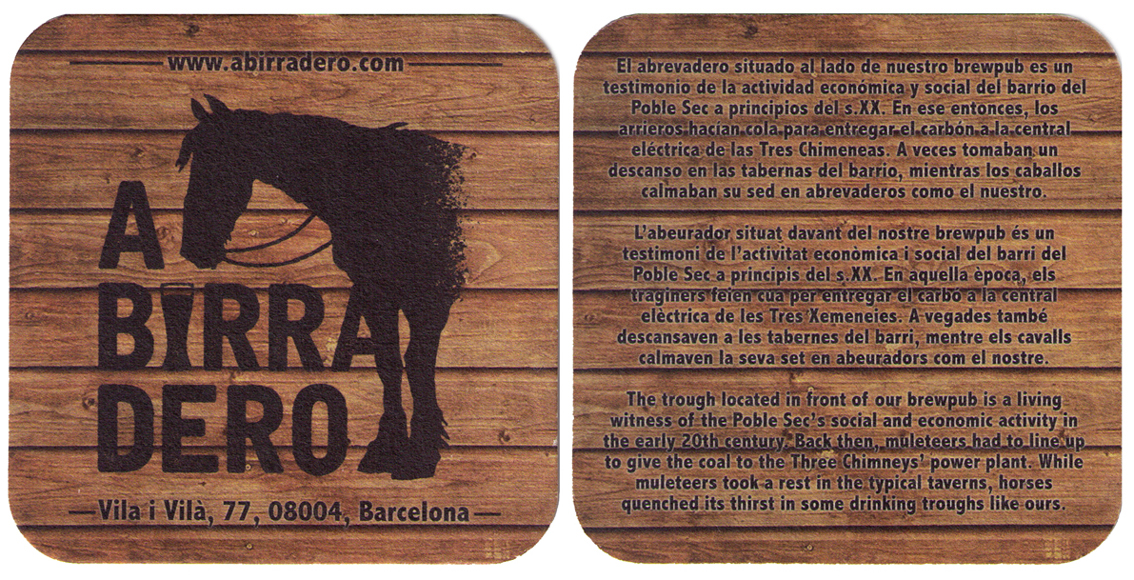 www.abirradero.com
A
BIRRA
DERO
Vila i Vilà, 77, 08004, Barcelona
El abrevadero situado al lado de nuestro brewpub es un
testimonio de la actividad económica y social del barrio del
Poble Sec a principios del s.XX. En ese entonces, los
arrieros hacían cola para entregar el carbón a la central
eléctrica de las Tres Chimeneas. A veces tomaban un
descanso en las tabernas del barrio, mientras los caballos
calmaban su sed en abrevaderos como el nuestro.
L'abeurador situat davant del nostre brewpub és un
testimoni de l'activitat econòmica i social del barri del
Poble Sec a principis del s.XX. En aquella època, els
traginers feien cua per entregar el carbó a la central
elèctrica de les Tres Xemeneies. A vegades també
descansaven a les tabernes del barri, mentre els cavalls
calmaven la seva set en abeuradors com el nostre.
The trough located in front of our brewpub is a living
witness of the Poble Sec's social and economic activity in
the early 20th century. Back then, muleteers had to line up
to give the coal to the Three Chimneys' power plant. While
muleteers took a rest in the typical taverns, horses
quenched its thirst in some drinking troughs like ours.